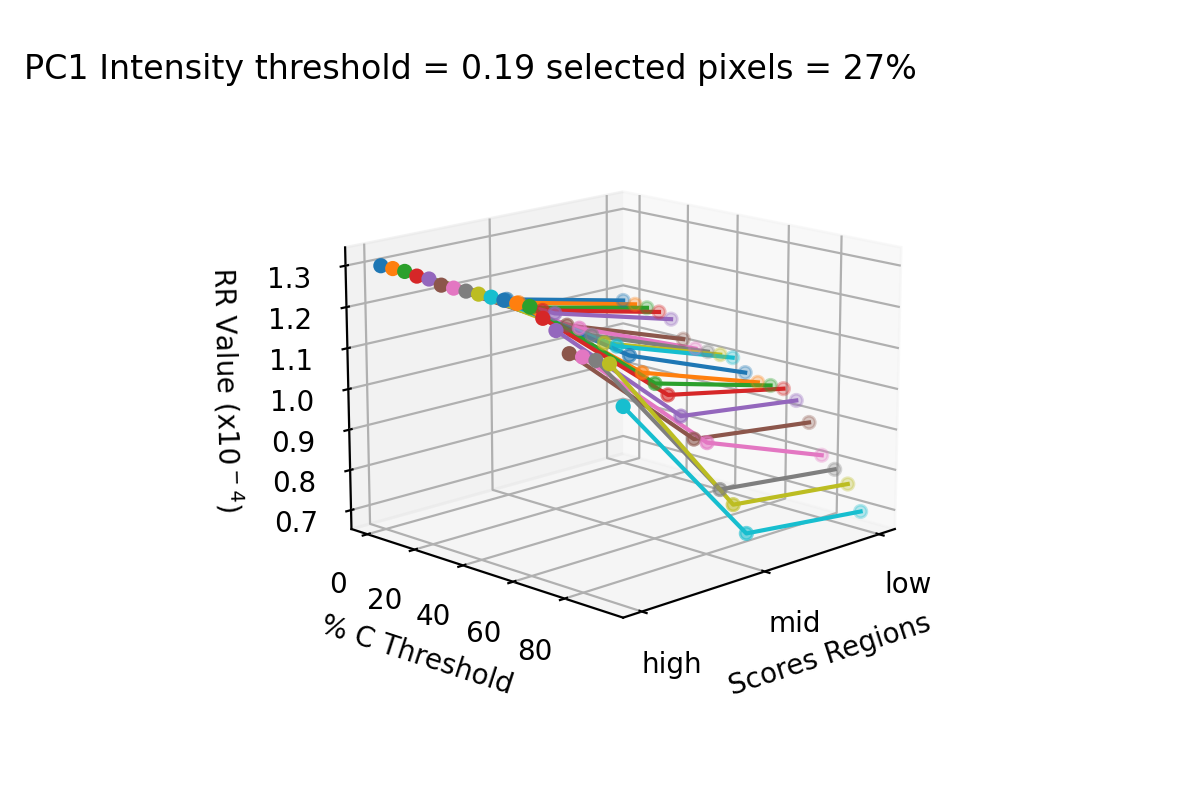 PC1 Intensity threshold = 0.19 selected pixels = 27%
RR Value (x10⁻⁴)
1.3
1.2
1.1
1.0
0.9
0.8
0.7
0
20
40
60
80
% C Threshold
high
mid
low
Scores Regions